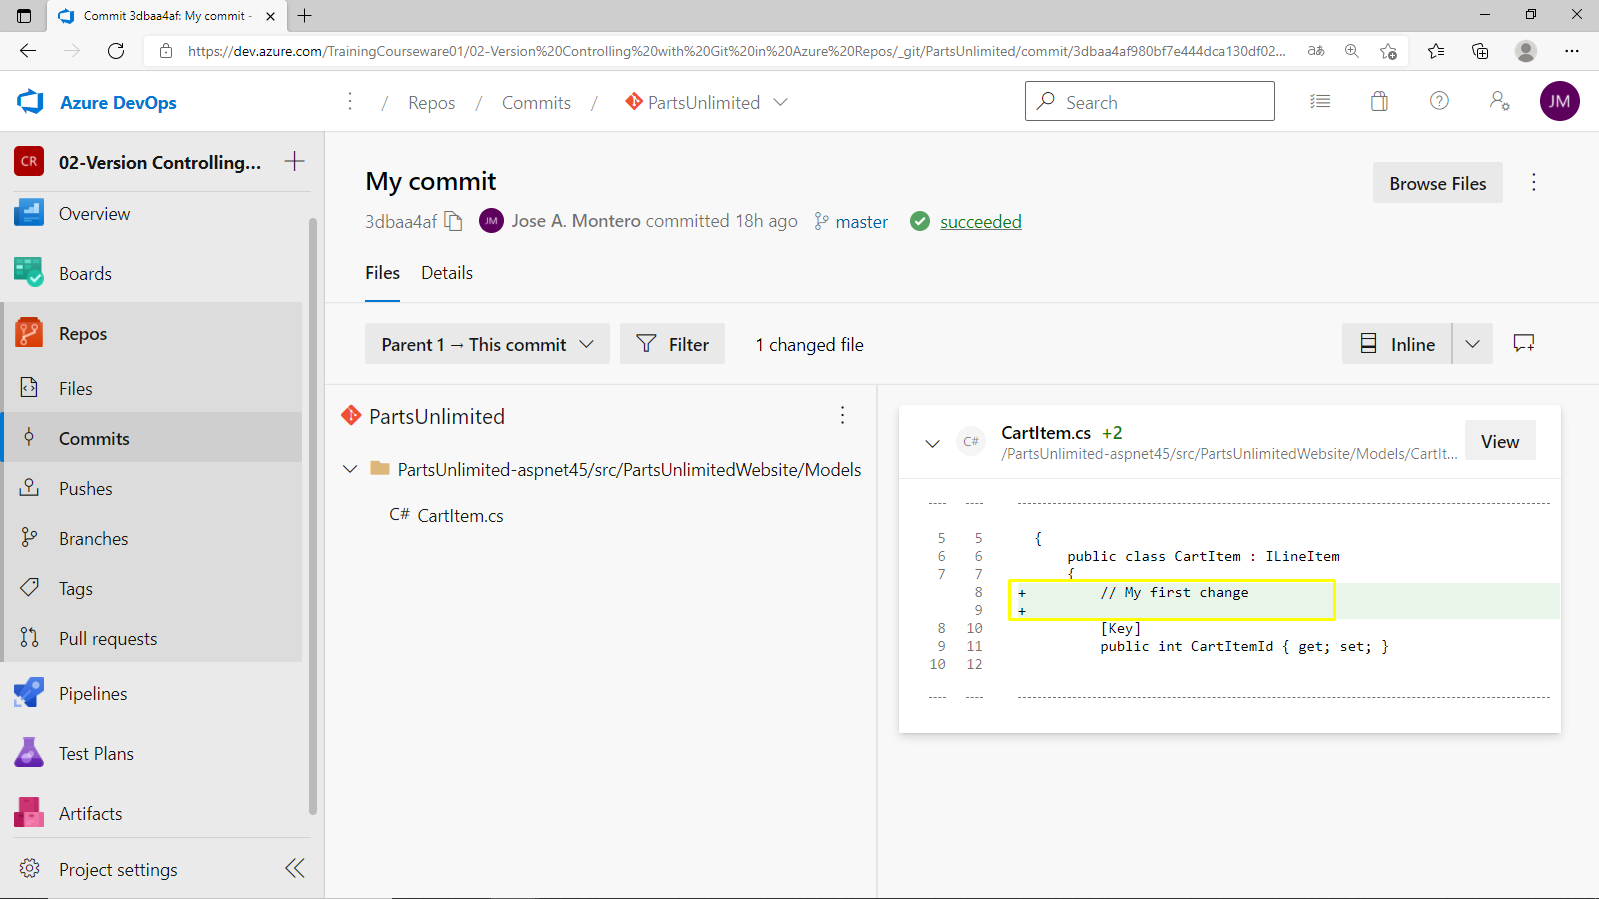 Commit 3dbaa4af: My commit -
https://dev.azure.com/TrainingCourseware01/02-Version%20Controlling%20with%20Git%20in%20Azure%20Repos/_git/PartsUnlimited/commit/3dbaa4af980bf7e444dca130df02...
aあ
Azure DevOps
/ Repos / Commits / PartsUnlimited
Search
JM
CR 02-Version Controlling...
Overview
Boards
Repos
Files
Commits
Pushes
Branches
Tags
Pull requests
Pipelines
Test Plans
Artifacts
Project settings
My commit
Browse Files
3dbaa4af JM Jose A. Montero committed 18h ago master succeeded
Files Details
Parent 1 → This commit Filter 1 changed file
Inline
PartsUnlimited
PartsUnlimited-aspnet45/src/PartsUnlimitedWebsite/Models
C# CartItem.cs
C# CartItem.cs +2
/PartsUnlimited-aspnet45/src/PartsUnlimitedWebsite/Models/CartIt...
View
---- ----
5 5 {
6 6 public class CartItem : ILineItem
7 7 {
8 + // My first change
9 +
8 10 [Key]
9 11 public int CartItemId { get; set; }
10 12
---- ----